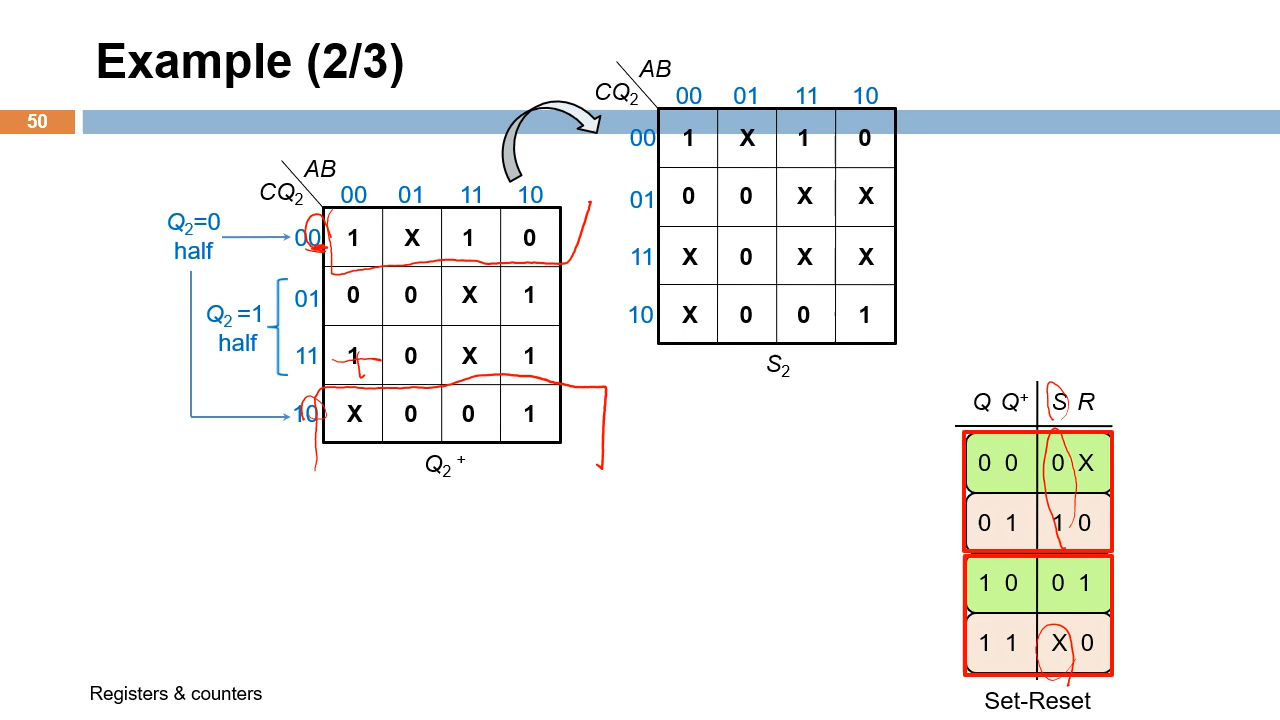 Example (2/3)
50
AB
CQ2
00 01 11 10
00 1 X 1 0
01 0 0 X X
11 X 0 X X
10 X 0 0 1
S2
AB
CQ2
00 01 11 10
Q2=0
half
Q2 =1
half
00 1 X 1 0
01 0 0 X 1
11 1 0 X 1
10 X 0 0 1
Q2 +
Q Q+ S R
0 0 0 X
0 1 1 0
1 0 0 1
1 1 X 0
Set-Reset
Registers & counters